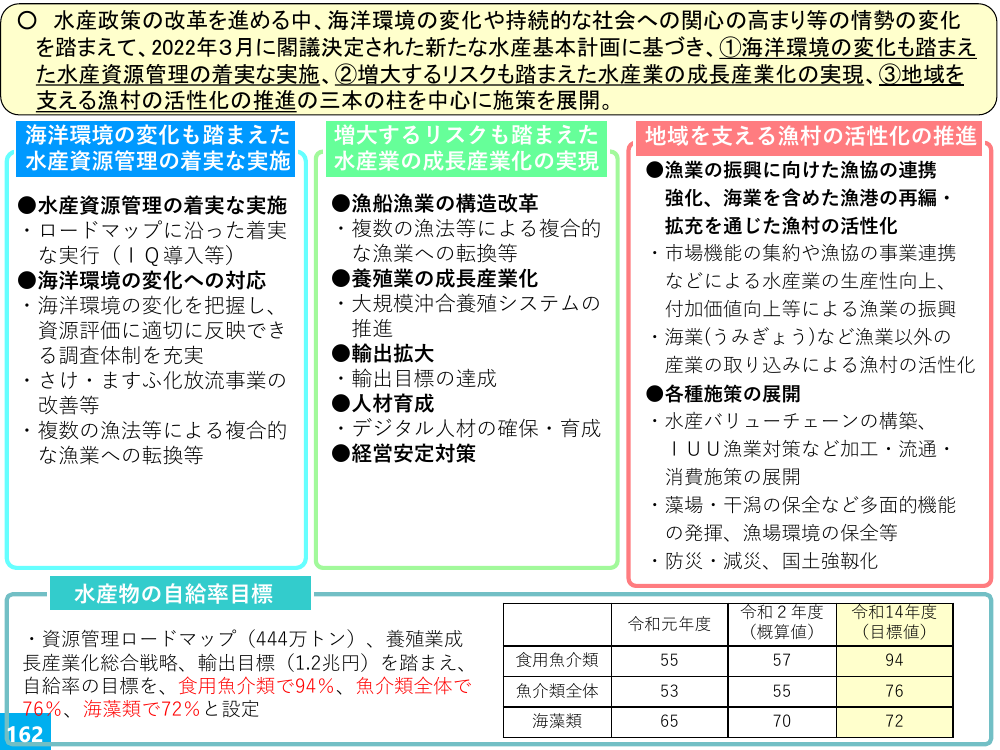 ○ 水産政策の改革を進める中、海洋環境の変化や持続的な社会への関心の高まり等の情勢の変化
を踏まえて、2022年３月に閣議決定された新たな水産基本計画に基づき、①海洋環境の変化も踏まえ
た水産資源管理の着実な実施、②増大するリスクも踏まえた水産業の成長産業化の実現、③地域を
支える漁村の活性化の推進の三本の柱を中心に施策を展開。
海洋環境の変化も踏まえた
水産資源管理の着実な実施
●水産資源管理の着実な実施
・ロードマップに沿った着実
な実行（ＩＱ導入等）
●海洋環境の変化への対応
・海洋環境の変化を把握し、
資源評価に適切に反映でき
る調査体制を充実
・さけ・ますふ化放流事業の
改善等
・複数の漁法等による複合的
な漁業への転換等
増大するリスクも踏まえた
水産業の成長産業化の実現
●漁船漁業の構造改革
・複数の漁法等による複合的
な漁業への転換等
●養殖業の成長産業化
・大規模沖合養殖システムの
推進
●輸出拡大
・輸出目標の達成
●人材育成
・デジタル人材の確保・育成
●経営安定対策
地域を支える漁村の活性化の推進
●漁業の振興に向けた漁協の連携
強化、海業を含めた漁港の再編・
拡充を通じた漁村の活性化
・市場機能の集約や漁協の事業連携
などによる水産業の生産性向上、
付加価値向上等による漁業の振興
・海業(うみぎょう)など漁業以外の
産業の取り込みによる漁村の活性化
●各種施策の展開
・水産バリューチェーンの構築、
ＩＵＵ漁業対策など加工・流通・
消費施策の展開
・藻場・干潟の保全など多面的機能
の発揮、漁場環境の保全等
・防災・減災、国土強靱化
水産物の自給率目標
・資源管理ロードマップ（444万トン）、養殖業成
長産業化総合戦略、輸出目標（1.2兆円）を踏まえ、
自給率の目標を、食用魚介類で94%、魚介類全体で
76%、海藻類で72%と設定
令和元年度 令和２年度（概算値） 令和14年度（目標値）
食用魚介類 55 57 94
魚介類全体 53 55 76
海藻類 65 70 72
162